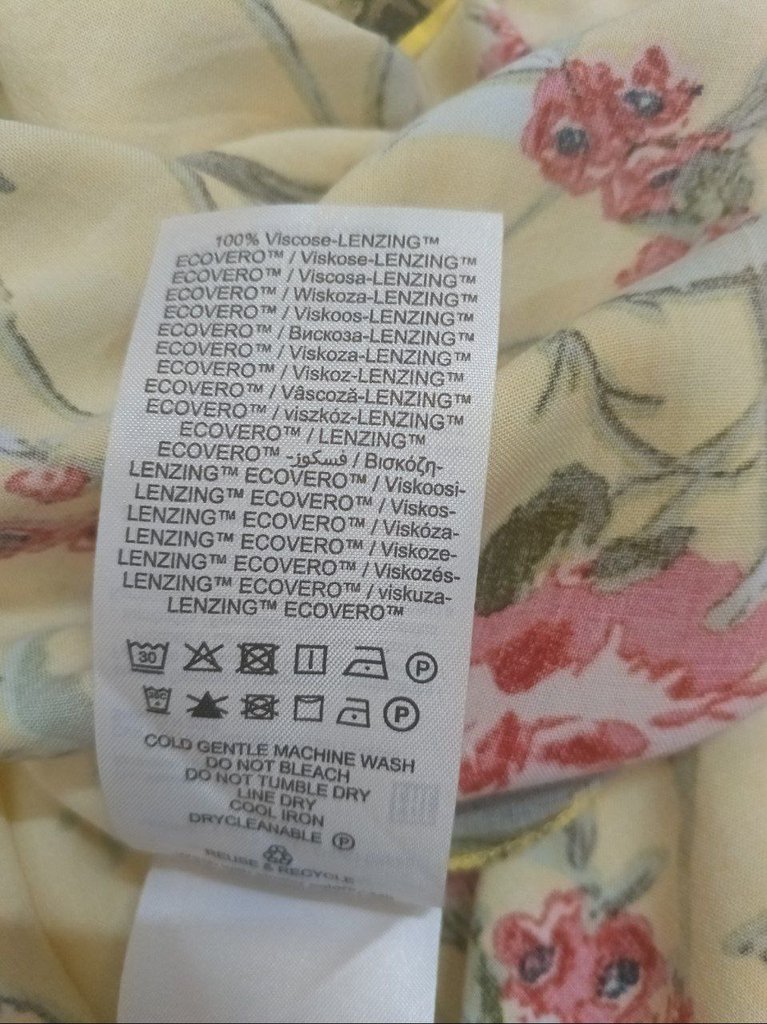 100% Viscose-LENZING™
ECOVERO™ / Viskose-LENZING™
ECOVERO™ / Viscosa-LENZING™
ECOVERO™ / Wiskoza-LENZING™
ECOVERO™ / Viskoos-LENZING™
ECOVERO™ / Вискоза-LENZING™
ECOVERO™ / Viskoza-LENZING™
ECOVERO™ / Viskoz-LENZING™
ECOVERO™ / Vâscoză-LENZING™
ECOVERO™ / viszkóz-LENZING™
ECOVERO™ / LENZING™
ECOVERO™ -فسكوز / Βισκόζη-
LENZING™ ECOVERO™ / Viskoosi-
LENZING™ ECOVERO™ / Viskos-
LENZING™ ECOVERO™ / Viskóza-
LENZING™ ECOVERO™ / Viskoze-
LENZING™ ECOVERO™ / Viskozés-
LENZING™ ECOVERO™ / viskuza-
LENZING™ ECOVERO™
30 P
P
COLD GENTLE MACHINE WASH
DO NOT BLEACH
DO NOT TUMBLE DRY
LINE DRY
COOL IRON
DRYCLEANABLE P
REUSE & RECYCLE